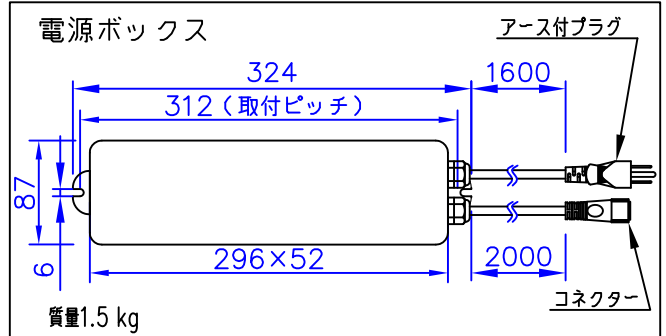 電源ボックス
アース付プラグ
324
1600
312(取付ピッチ)
87
6
296×52
2000
コネクター
質量1.5 kg